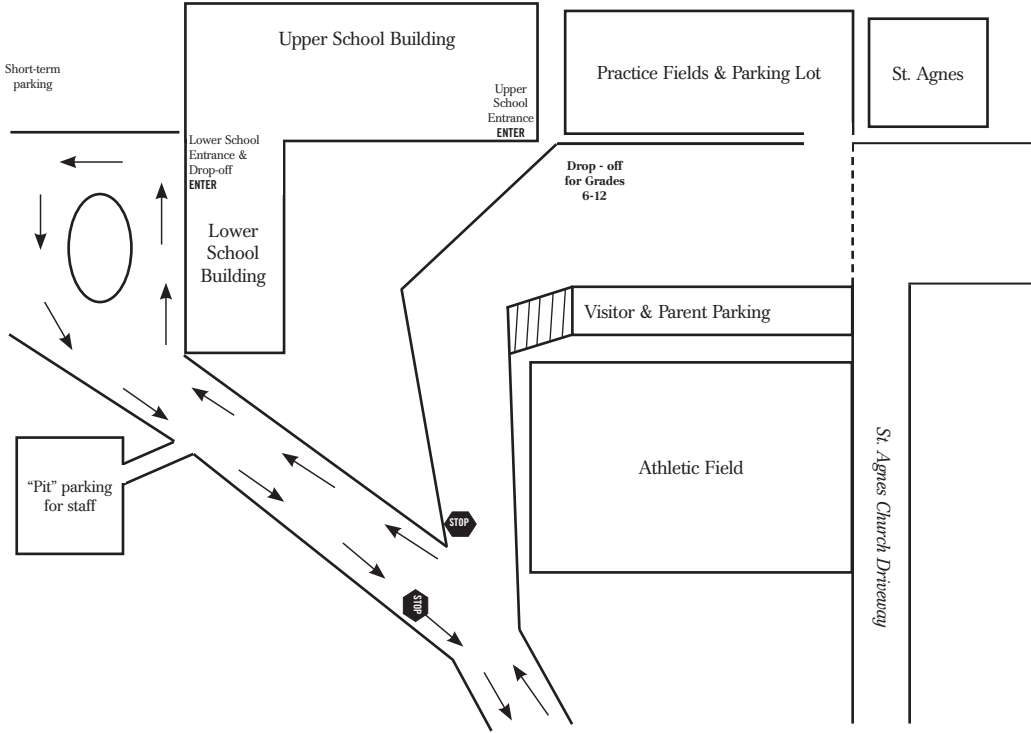 Upper School Building
Short-term
parking
Practice Fields & Parking Lot
St. Agnes
Upper
School
Entrance
ENTER
Lower School
Entrance &
Drop-off
ENTER
Drop - off
for Grades
6-12
Lower
School
Building
Visitor & Parent Parking
Athletic Field
St. Agnes Church Driveway
“Pit” parking
for staff
STOP
STOP